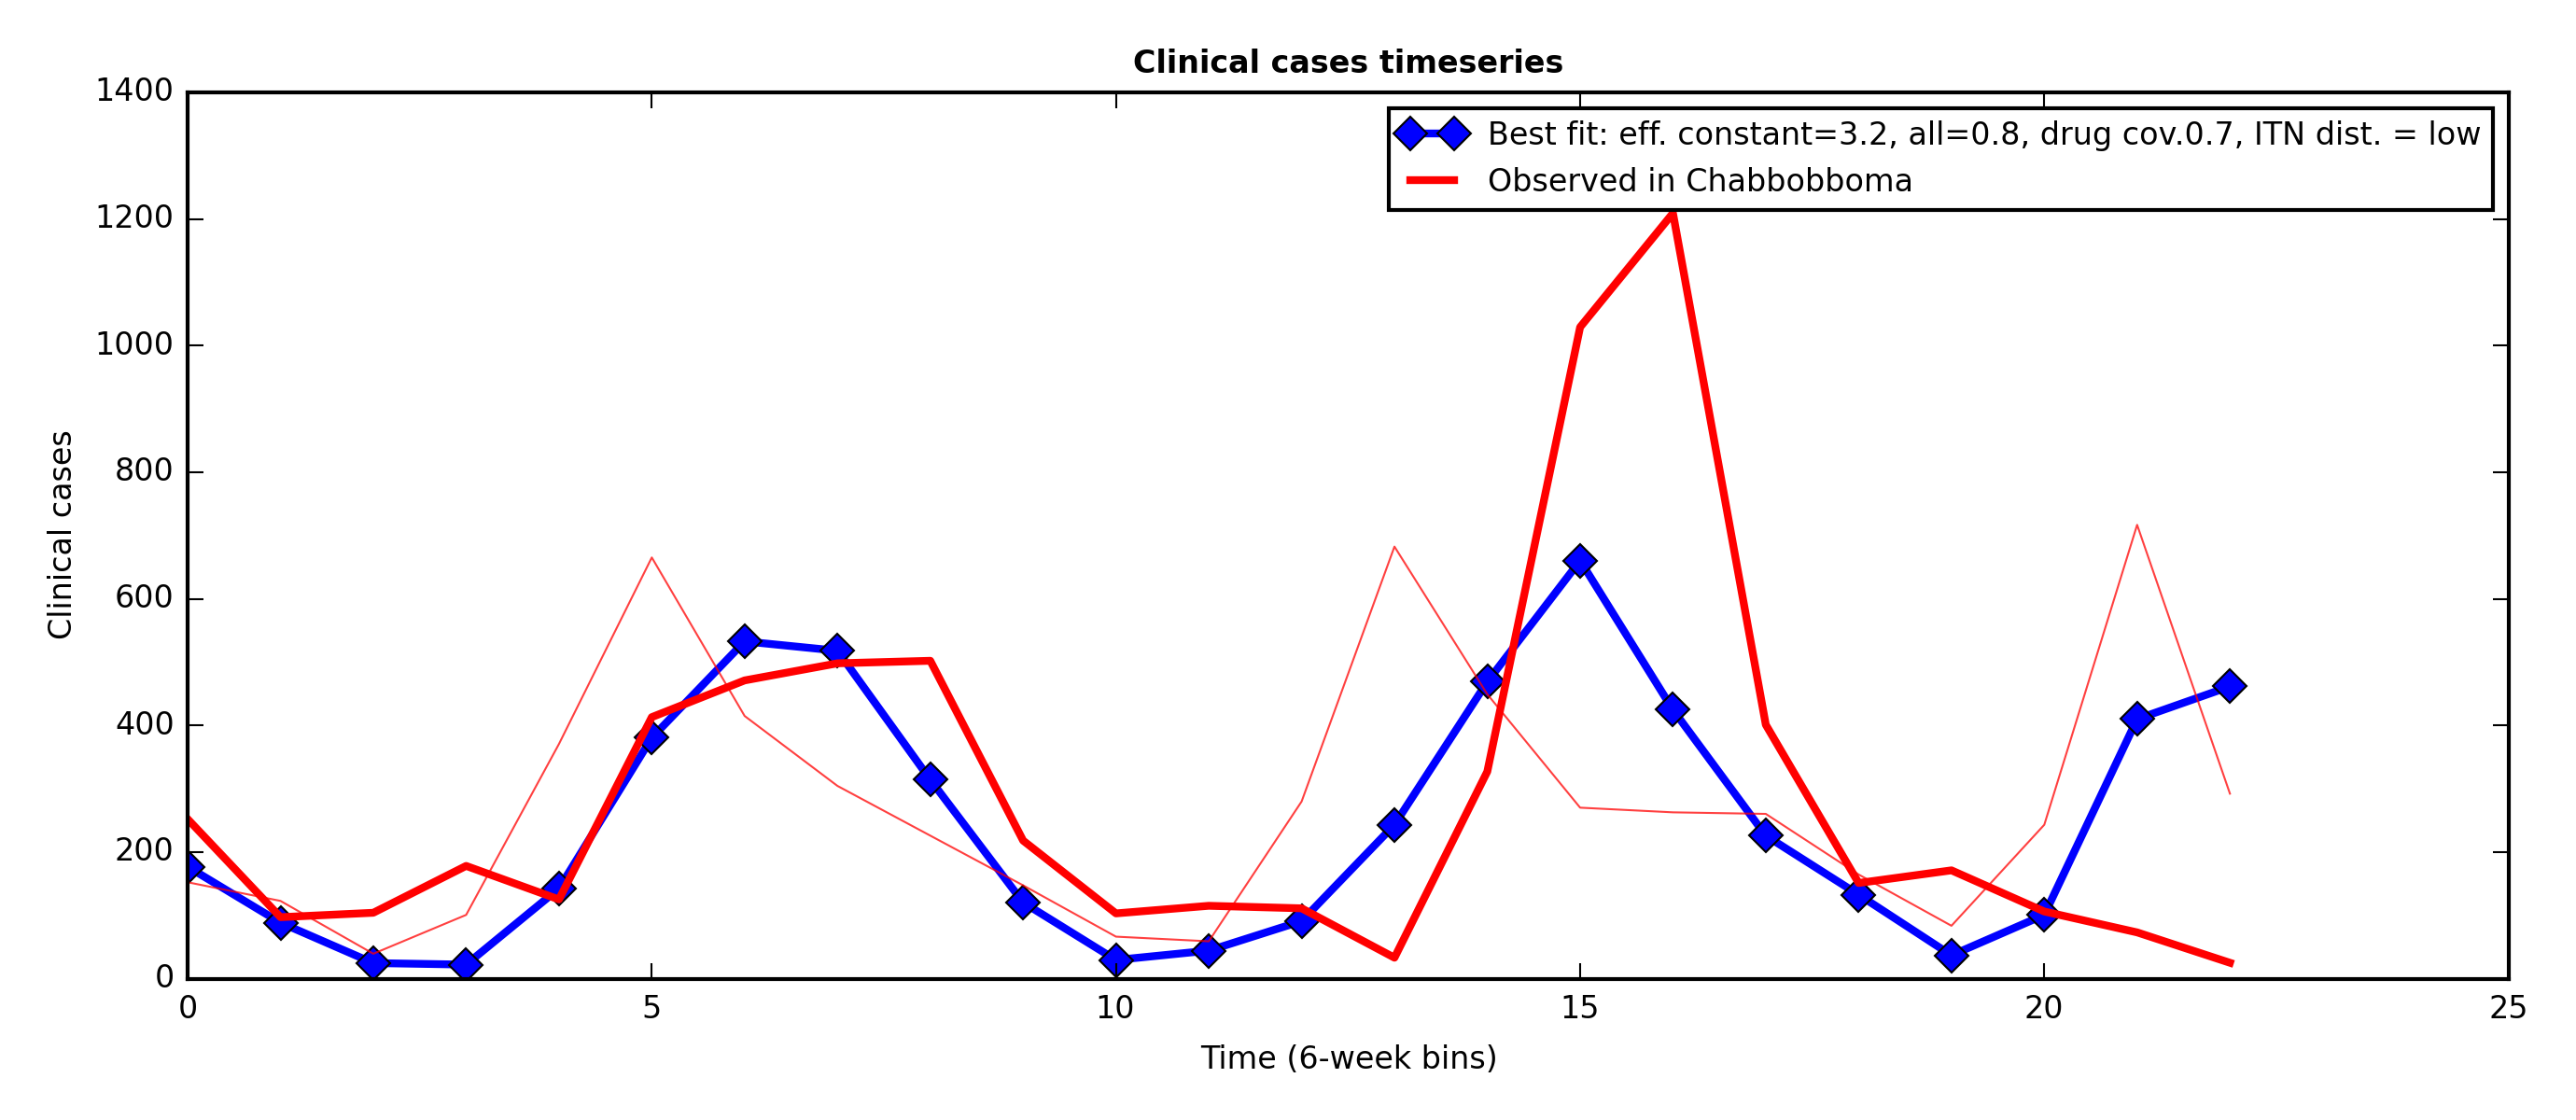 Clinical cases timeseries
1400
1200
1000
800
600
400
200
0
Clinical cases
Best fit: eff. constant=3.2, all=0.8, drug cov.0.7, ITN dist. = low
Observed in Chabbobboma
0 5 10 15 20 25
Time (6-week bins)